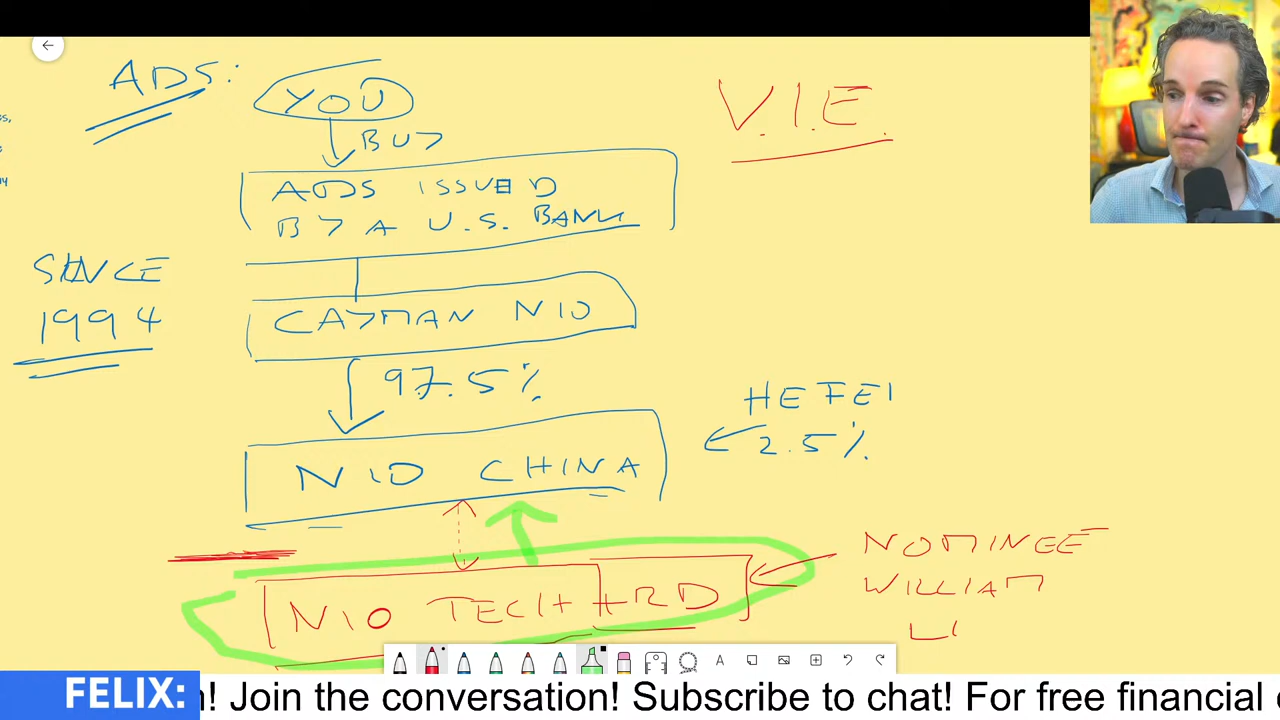 ADS:
YOU
BUY
V.I.E.
ADS ISSUED
BY A U.S. BANK
SINCE
1994
CAYMAN NIO
97.5%
HEFEI
2.5%
NIO CHINA
NOMINEE
WILLIAM
LI
NIO TECH + RD
FELIX:
! Join the conversation! Subscribe to chat! For free financial